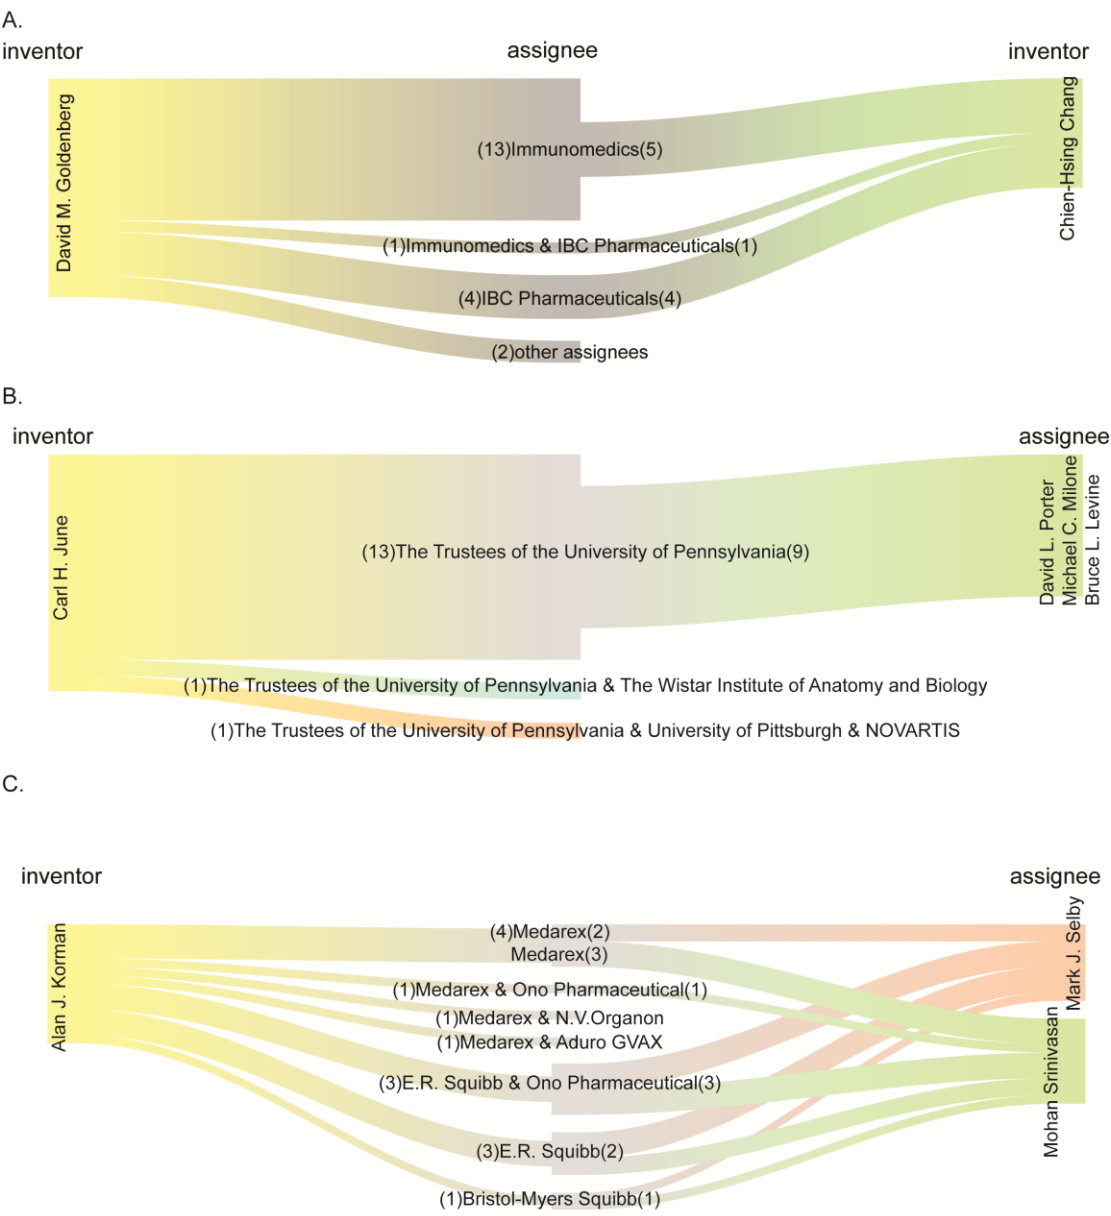 A.
inventor
assignee
inventor
David M. Goldenberg
(13)Immunomedics(5)
Chien-Hsing Chang
(1)Immunomedics & IBC Pharmaceuticals(1)
(4)IBC Pharmaceuticals(4)
(2)other assignees
B.
inventor
assignee
Carl H. June
(13)The Trustees of the University of Pennsylvania(9)
David L. Porter
Michael C. Milone
Bruce L. Levine
(1)The Trustees of the University of Pennsylvania & The Wistar Institute of Anatomy and Biology
(1)The Trustees of the University of Pennsylvania & University of Pittsburgh & NOVARTIS
C.
inventor
assignee
Alan J. Korman
(4)Medarex(2)
Medarex(3)
Mark J. Selby
(1)Medarex & Ono Pharmaceutical(1)
(1)Medarex & N.V.Organon
(1)Medarex & Aduro GVAX
Mohan Srinivasan
(3)E.R. Squibb & Ono Pharmaceutical(3)
(3)E.R. Squibb(2)
(1)Bristol-Myers Squibb(1)